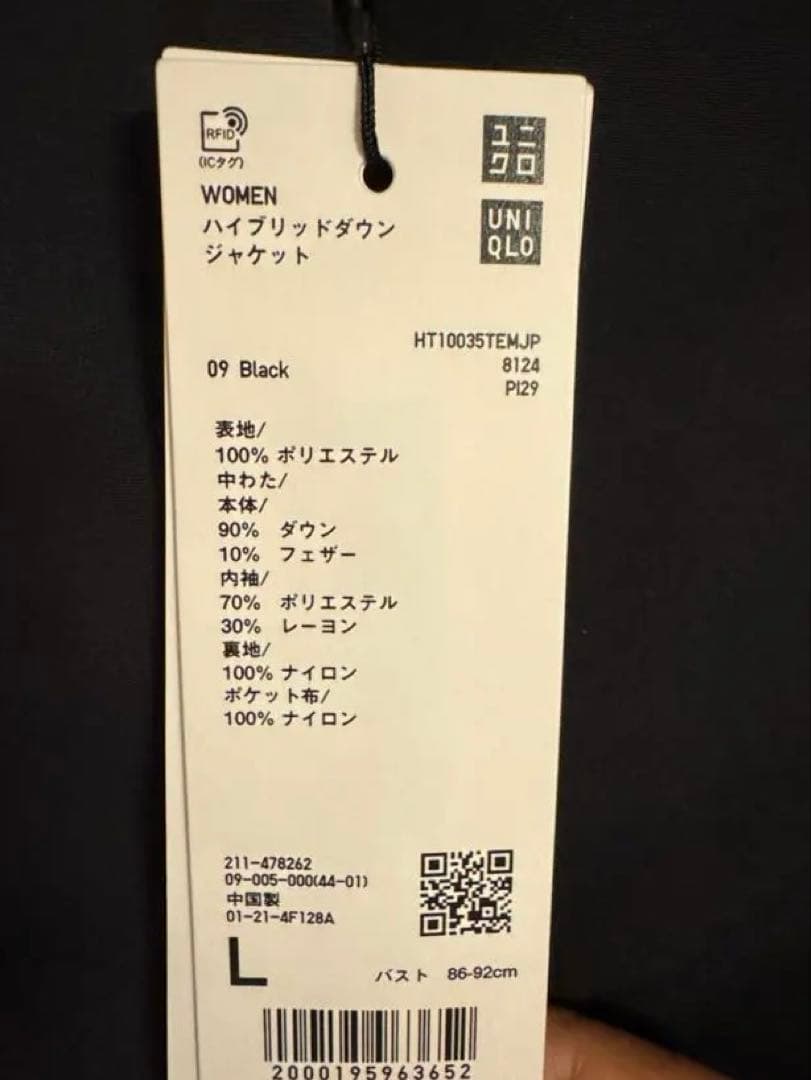 RFID
(ICタグ)
ユニ
クロ
UNI
QLO
WOMEN
ハイブリッドダウン
ジャケット
HT10035TEMJP
09 Black
8124
PI29
表地/
100% ポリエステル
中わた/
本体/
90% ダウン
10% フェザー
内袖/
70% ポリエステル
30% レーヨン
裏地/
100% ナイロン
ポケット布/
100% ナイロン
211-478262
09-005-000(44-01)
中国製
01-21-4F128A
L
バスト 86-92cm
2000195963652